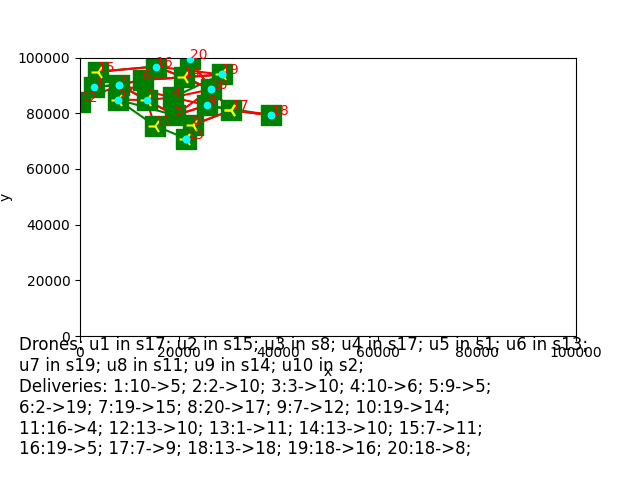 100000
80000
60000
40000
20000
0
y
20
16
19
17
18
0
20000
40000
60000
80000
100000
x
Drones: u1 in s17; u2 in s15; u3 in s8; u4 in s17; u5 in s1; u6 in s13;
u7 in s19; u8 in s11; u9 in s14; u10 in s2;
Deliveries: 1:10->5; 2:2->10; 3:3->10; 4:10->6; 5:9->5;
6:2->19; 7:19->15; 8:20->17; 9:7->12; 10:19->14;
11:16->4; 12:13->10; 13:1->11; 14:13->10; 15:7->11;
16:19->5; 17:7->9; 18:13->18; 19:18->16; 20:18->8;